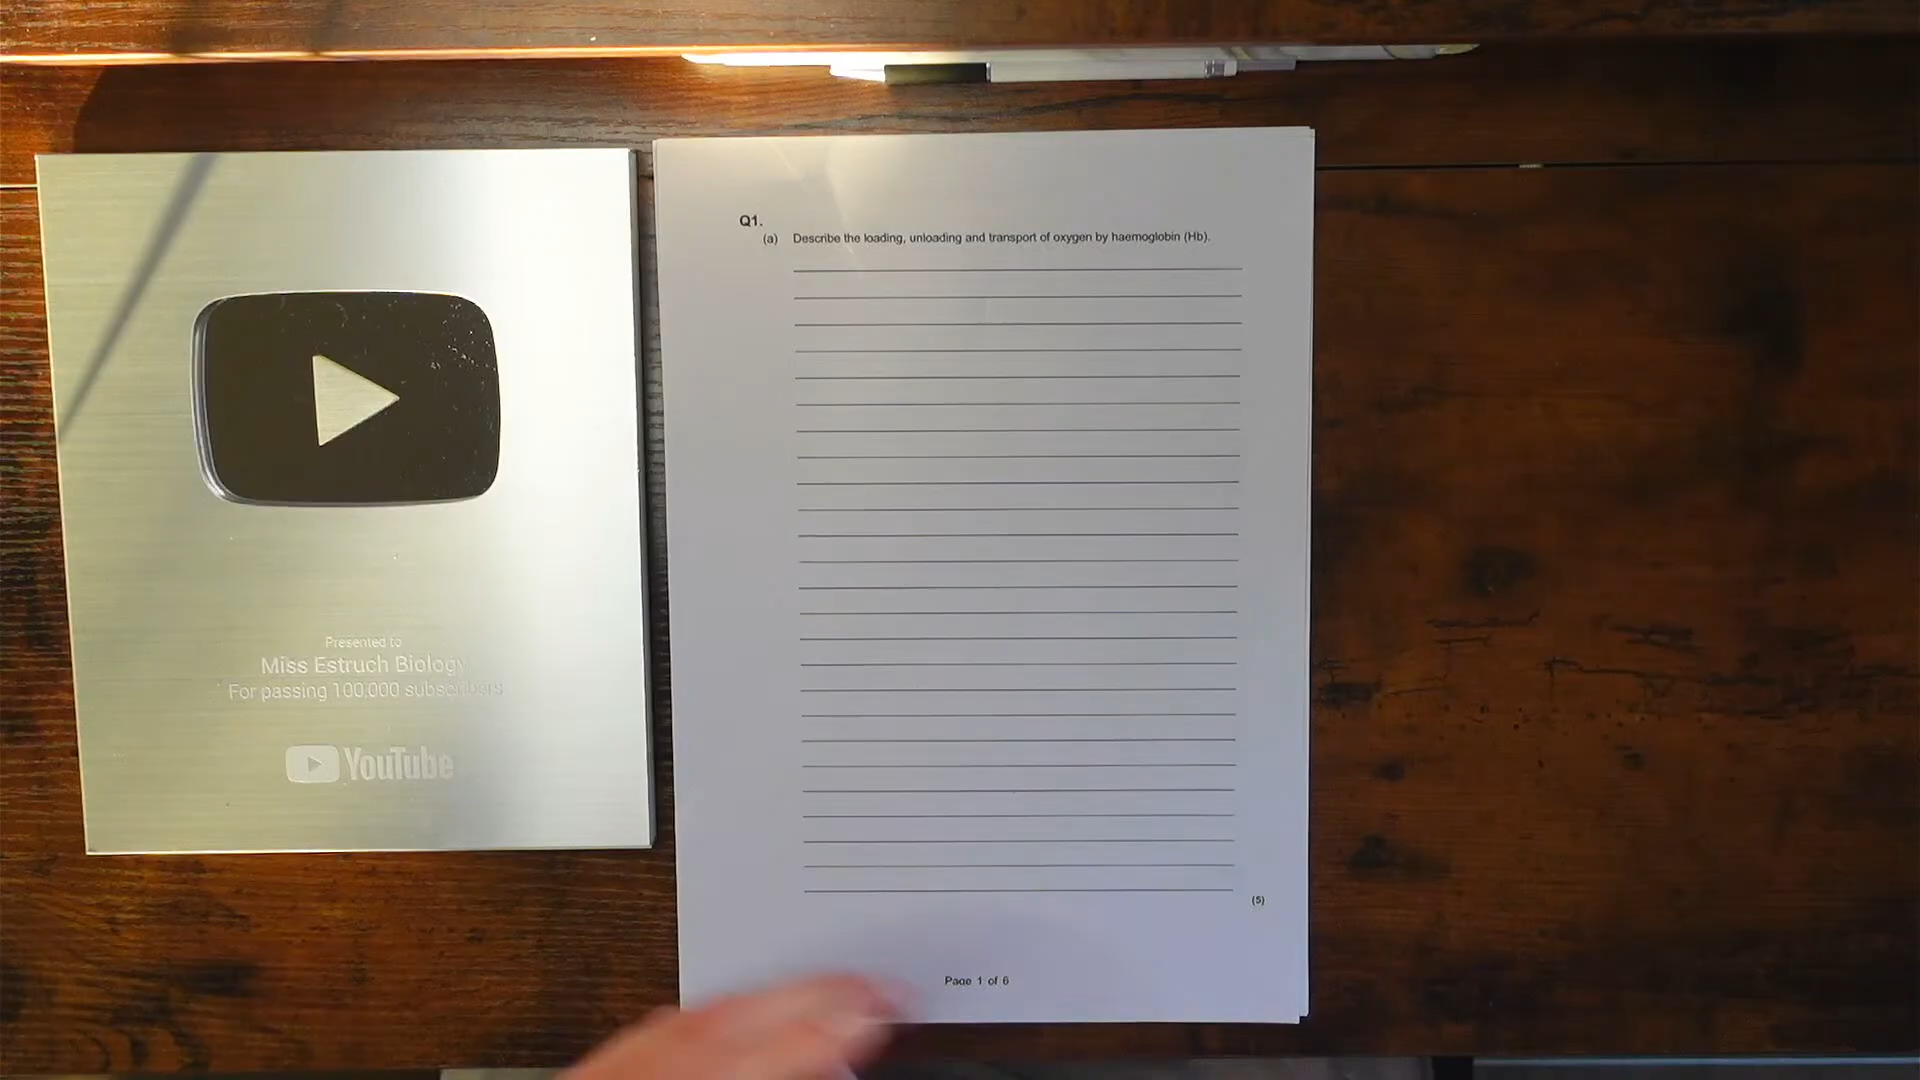 Presented to
Miss Estruch Biology
For passing 100,000 subscribers
YouTube
Q1.
(a) Describe the loading, unloading and transport of oxygen by haemoglobin (Hb).
(5)
Page 1 of 6